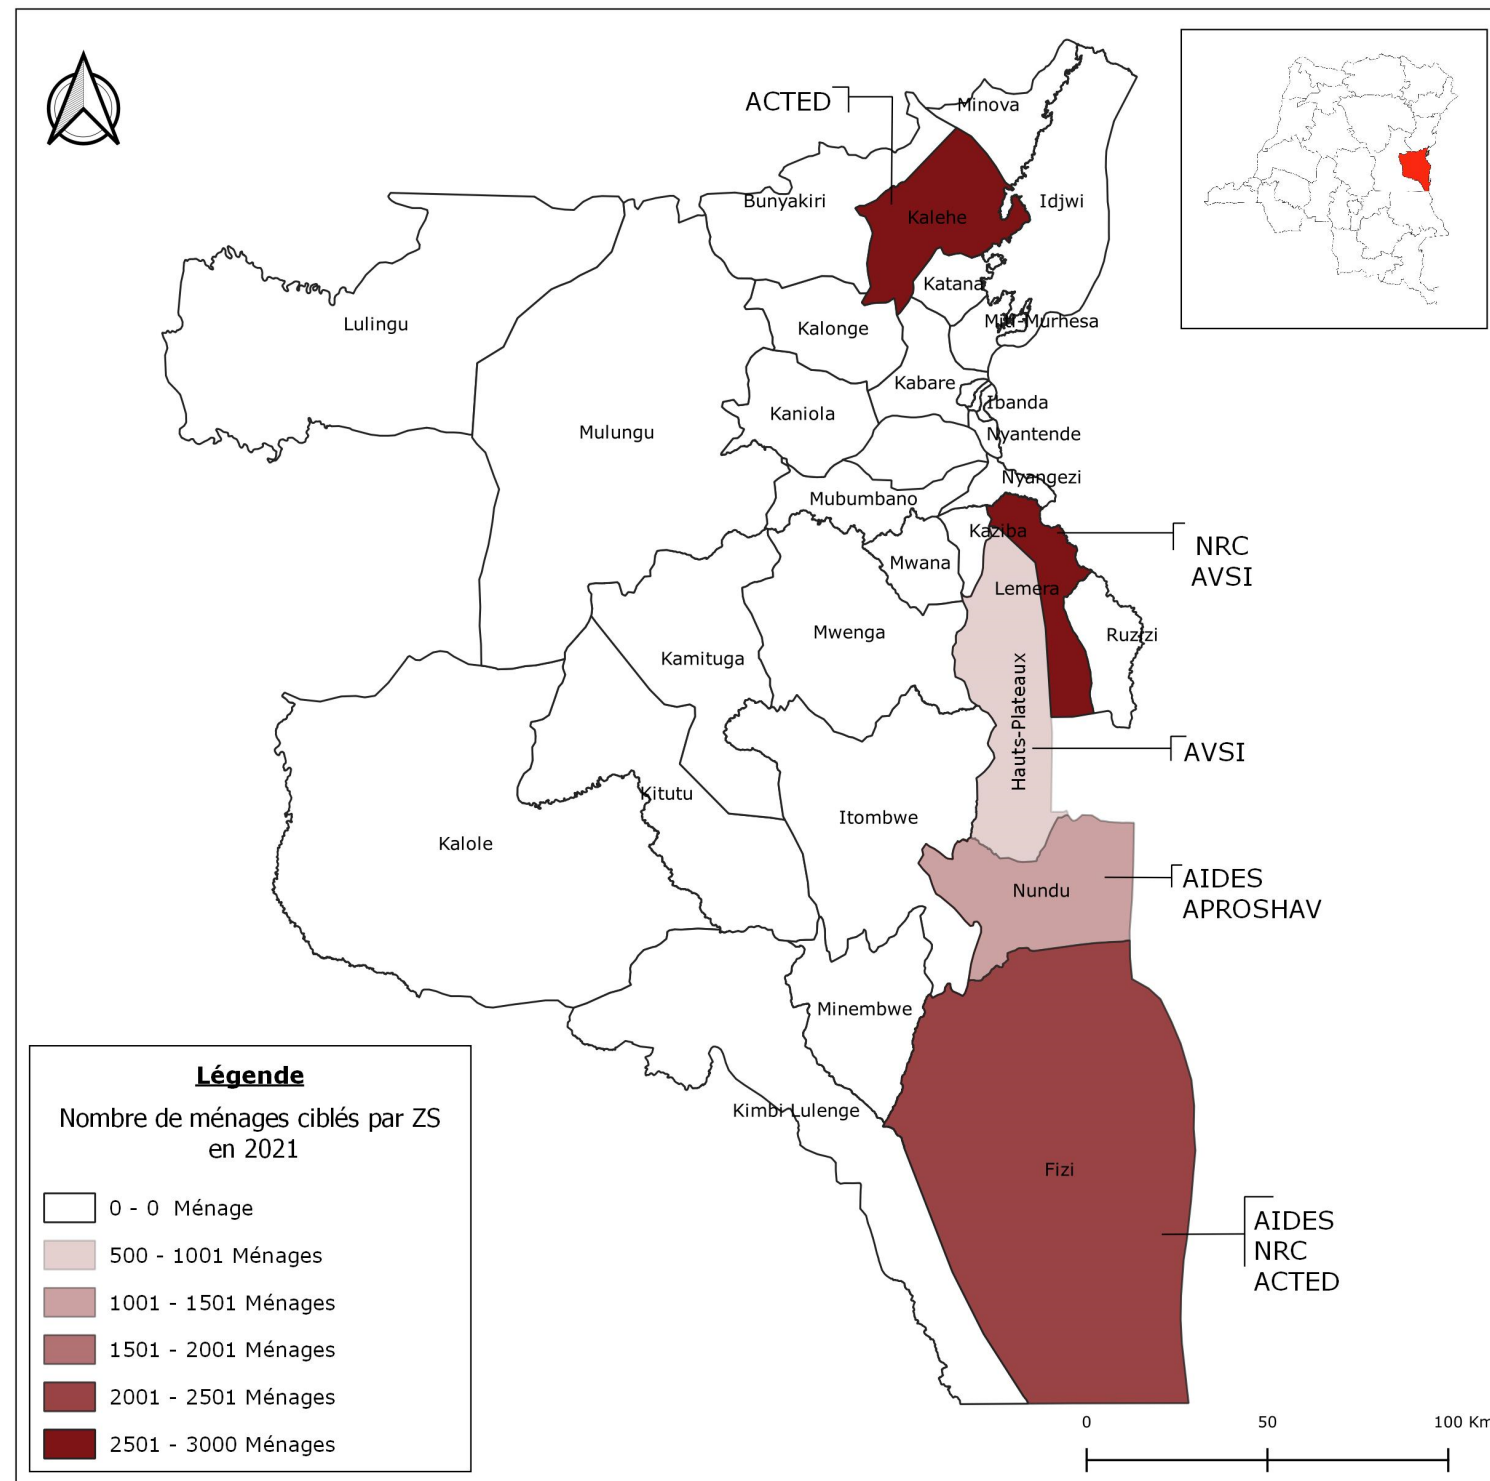 ACTED
Minova
Bunyakiri
Idjwi
Kalehe
Katana
Lulingu
Miti-Murhesa
Kalonge
Kabare
Ibanda
Kaniola
Mulungu
Nyantende
Nyangezi
Mubumbano
Kaziba
NRC
AVSI
Mwana
Lemera
Mwenga
Ruzizi
Kamituga
Hauts-Plateaux
AVSI
Kitutu
Itombwe
Kalole
AIDES
APROSHAV
Nundu
Minembwe
Kimbi Lulenge
Fizi
AIDES
NRC
ACTED
Légende
Nombre de ménages ciblés par ZS
en 2021
0 - 0 Ménage
500 - 1001 Ménages
1001 - 1501 Ménages
1501 - 2001 Ménages
2001 - 2501 Ménages
2501 - 3000 Ménages
0 50 100 Km